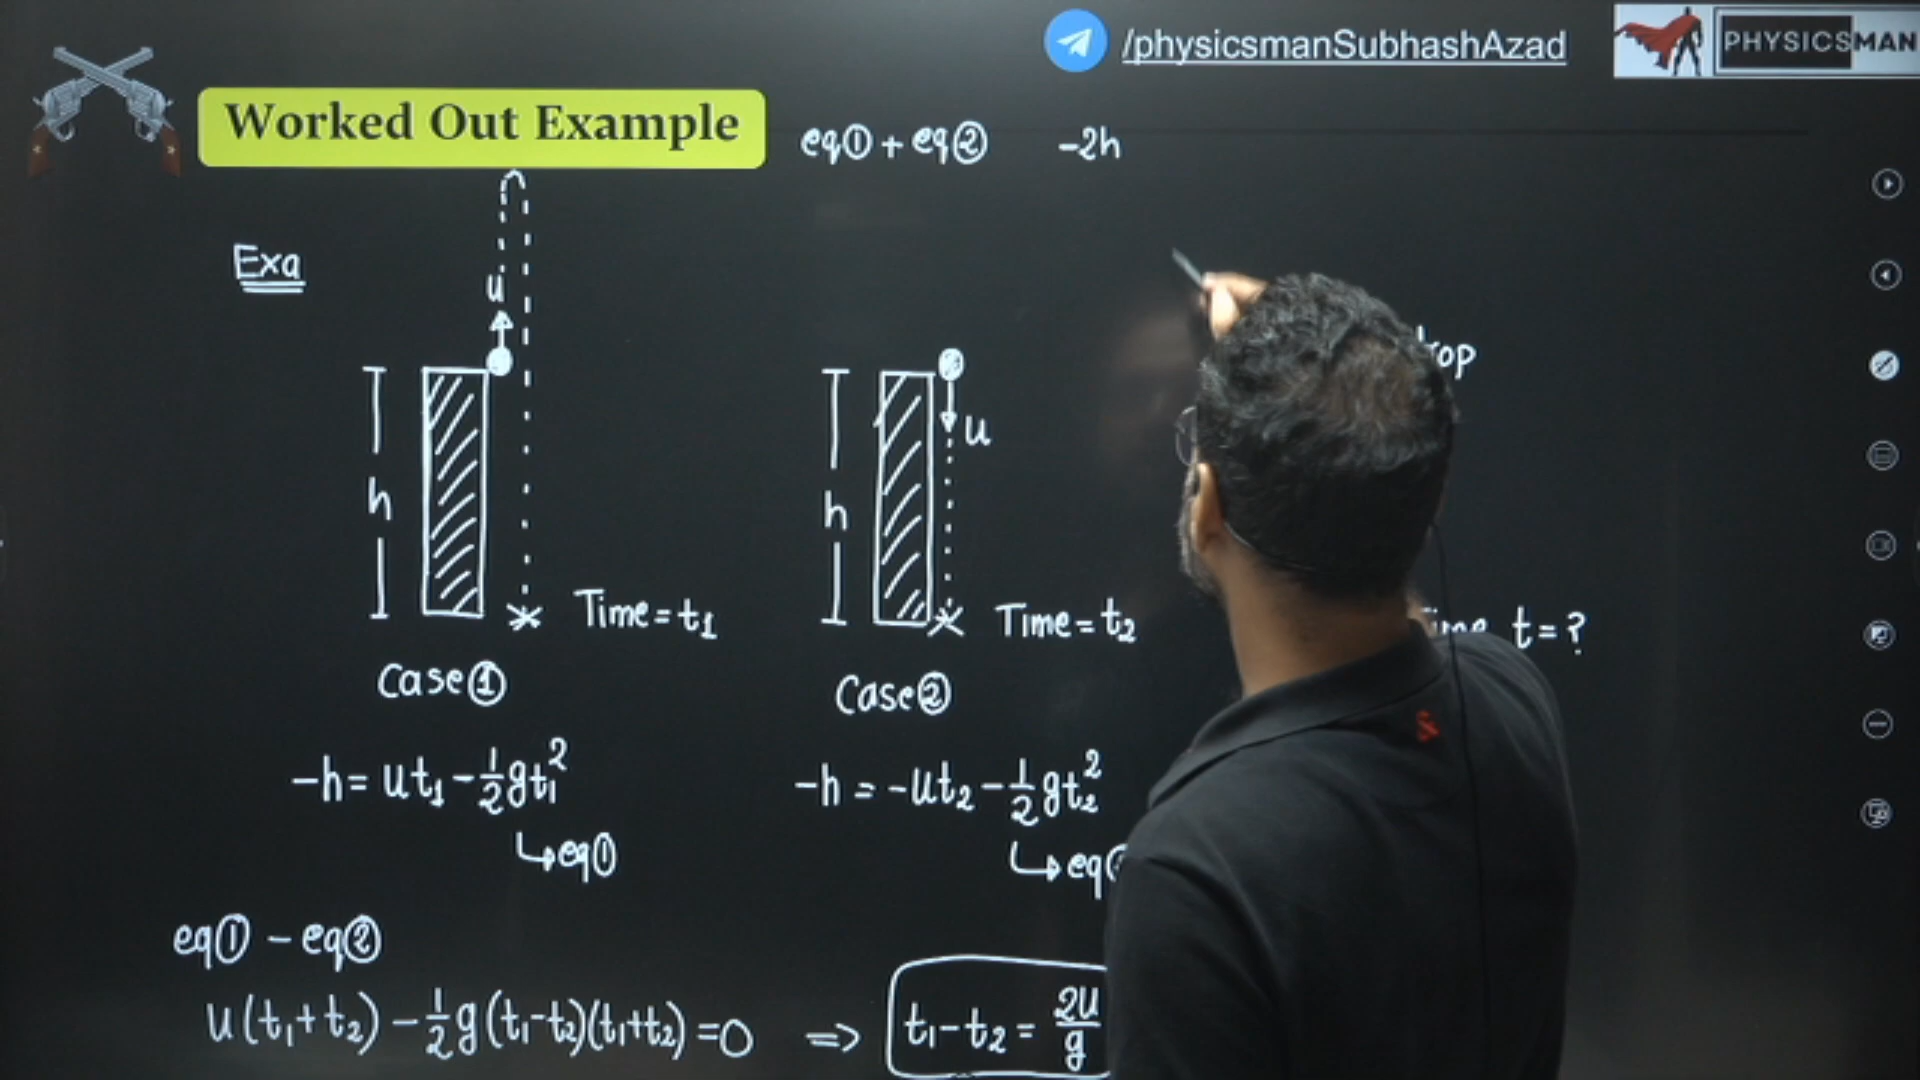 /physicsmanSubhashAzad
PHYSICSMAN
Worked Out Example
eq① + eq② -2h
Exa
u
u
h
h
Time = t₁
Time = t₂
t = ?
Case①
Case②
-h = ut₁ - ½gt₁²
-h = -ut₂ - ½gt₂²
↳eq①
eq① - eq②
u(t₁+t₂) - ½g(t₁-t₂)(t₁+t₂) = 0 ⇒ t₁-t₂ = 2u/g